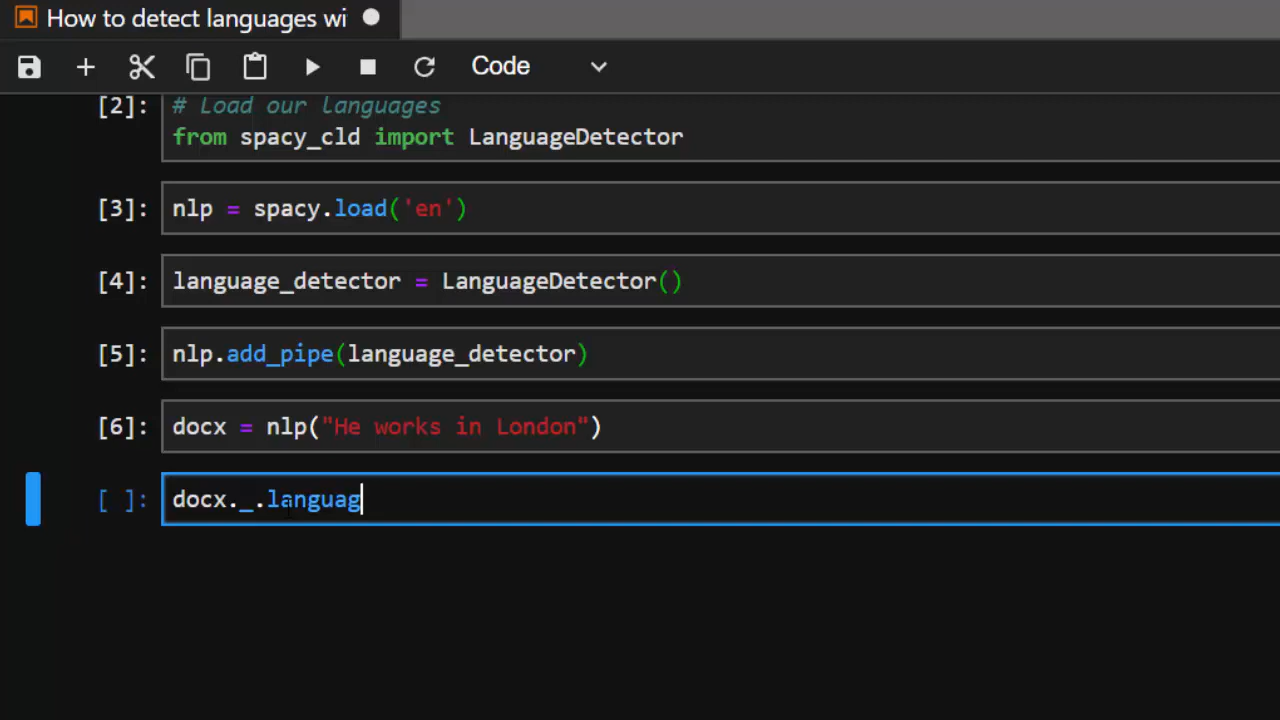 How to detect languages wi
Code
[2]: # Load our languages
from spacy_cld import LanguageDetector
[3]: nlp = spacy.load('en')
[4]: language_detector = LanguageDetector()
[5]: nlp.add_pipe(language_detector)
[6]: docx = nlp("He works in London")
[ ]: docx._.languag